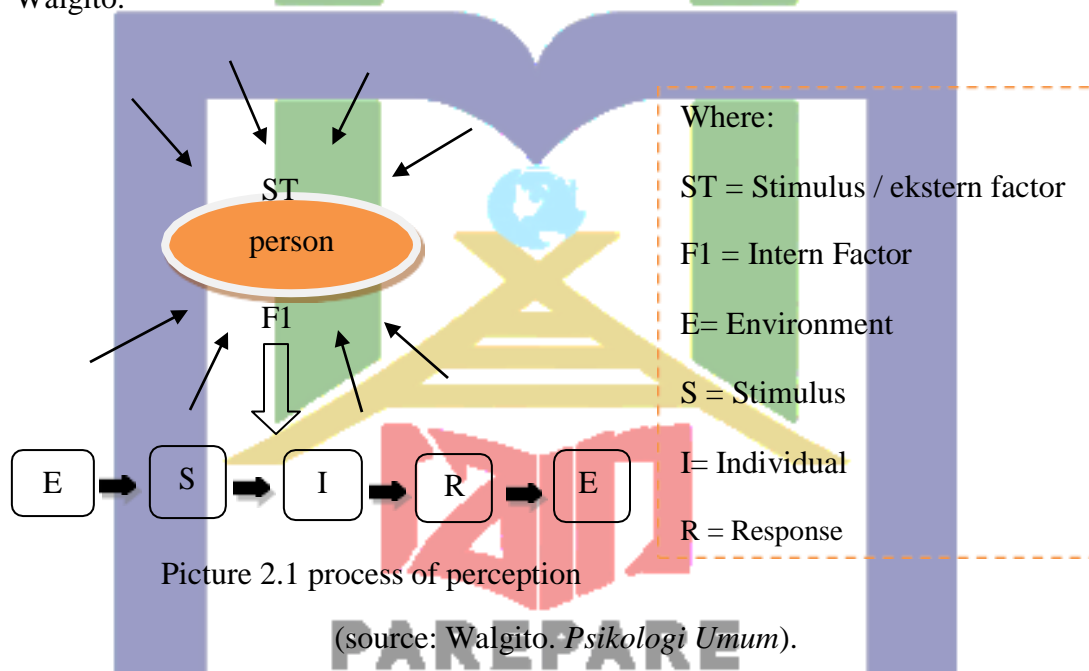 Walgito.
ST
person
F1
E S I R E
Where:
ST = Stimulus / ekstern factor
F1 = Intern Factor
E= Environment
S = Stimulus
I= Individual
R = Response
Picture 2.1 process of perception
(source: Walgito. Psikologi Umum).
PAREPARE